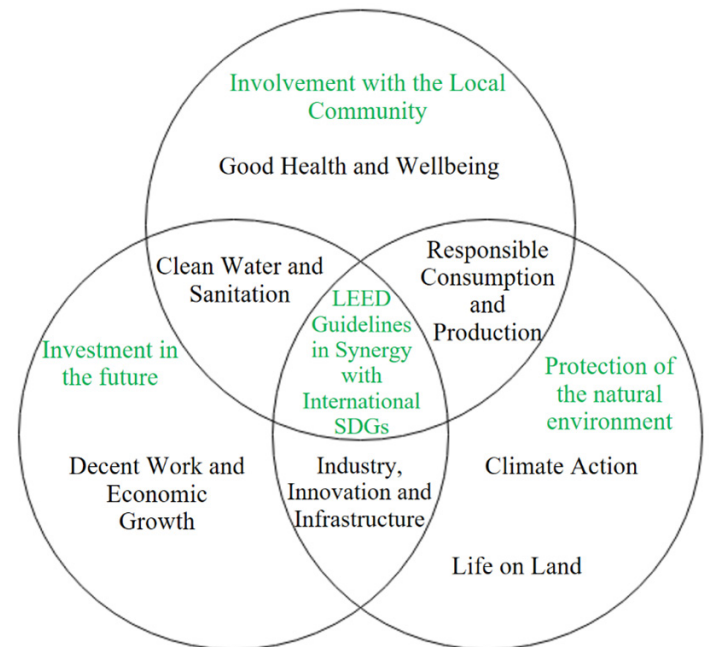 Involvement with the Local
Community
Good Health and Wellbeing
Clean Water and
Sanitation
Responsible
Consumption
and
Production
LEED
Guidelines
in Synergy
with
International
SDGs
Investment in
the future
Protection of
the natural
environment
Decent Work and
Economic
Growth
Industry,
Innovation and
Infrastructure
Climate Action
Life on Land